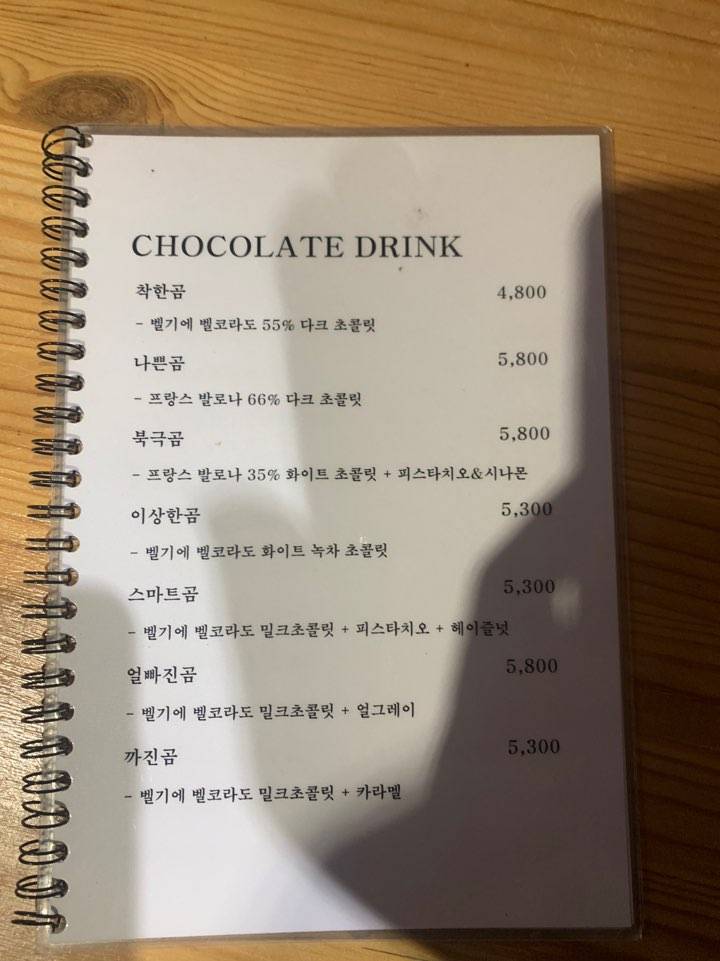 CHOCOLATE DRINK
착한곰 4,800
- 벨기에 벨코라도 55% 다크 초콜릿
나쁜곰 5,800
- 프랑스 발로나 66% 다크 초콜릿
북극곰 5,800
- 프랑스 발로나 35% 화이트 초콜릿 + 피스타치오&시나몬
이상한곰 5,300
- 벨기에 벨코라도 화이트 녹차 초콜릿
스마트곰 5,300
- 벨기에 벨코라도 밀크초콜릿 + 피스타치오 + 헤이즐넛
얼빠진곰 5,800
- 벨기에 벨코라도 밀크초콜릿 + 얼그레이
까진곰 5,300
- 벨기에 벨코라도 밀크초콜릿 + 카라멜